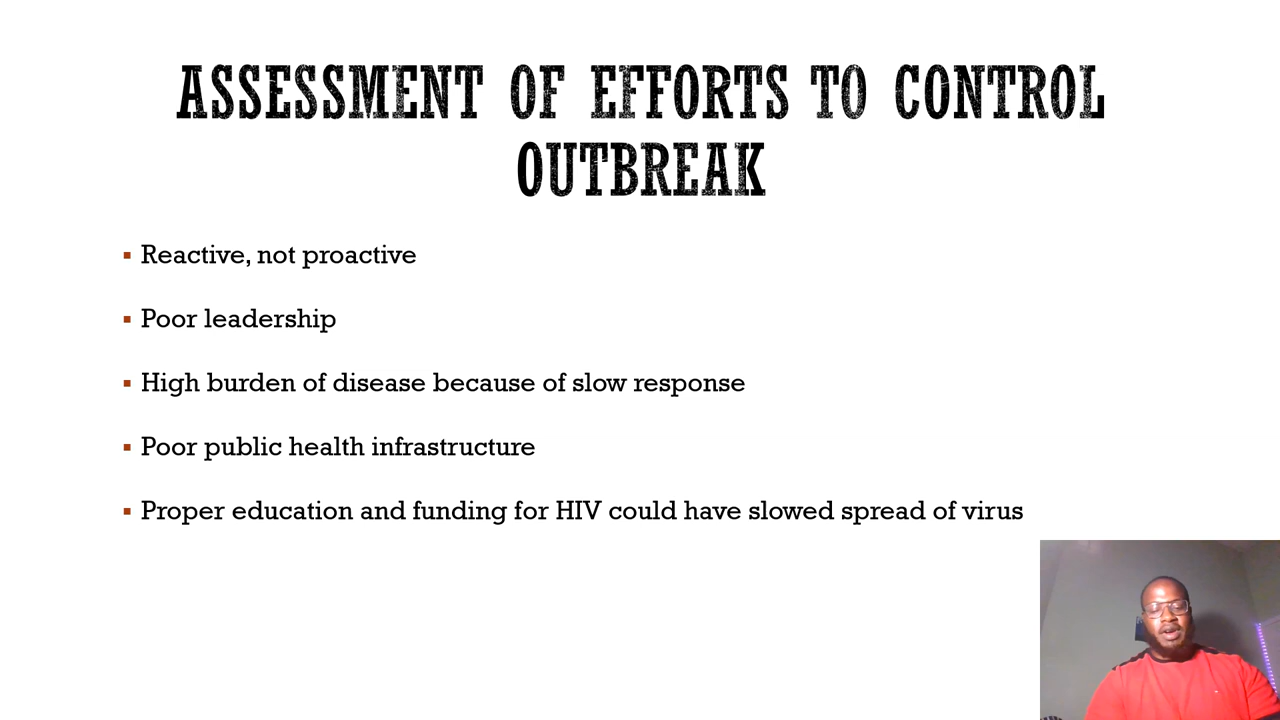 ASSESSMENT OF EFFORTS TO CONTROL
OUTBREAK
Reactive, not proactive
Poor leadership
High burden of disease because of slow response
Poor public health infrastructure
Proper education and funding for HIV could have slowed spread of virus